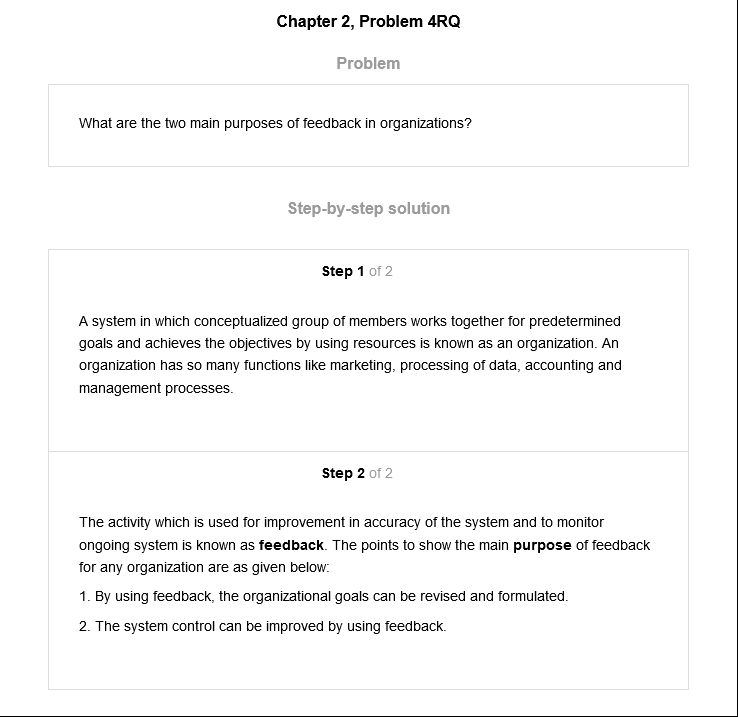 Chapter 2, Problem 4RQ
Problem
What are the two main purposes of feedback in organizations?
Step-by-step solution
Step 1 of 2
A system in which conceptualized group of members works together for predetermined
goals and achieves the objectives by using resources is known as an organization. An
organization has so many functions like marketing, processing of data, accounting and
management processes.
Step 2 of 2
The activity which is used for improvement in accuracy of the system and to monitor
ongoing system is known as feedback. The points to show the main purpose of feedback
for any organization are as given below:
1. By using feedback, the organizational goals can be revised and formulated.
2. The system control can be improved by using feedback.